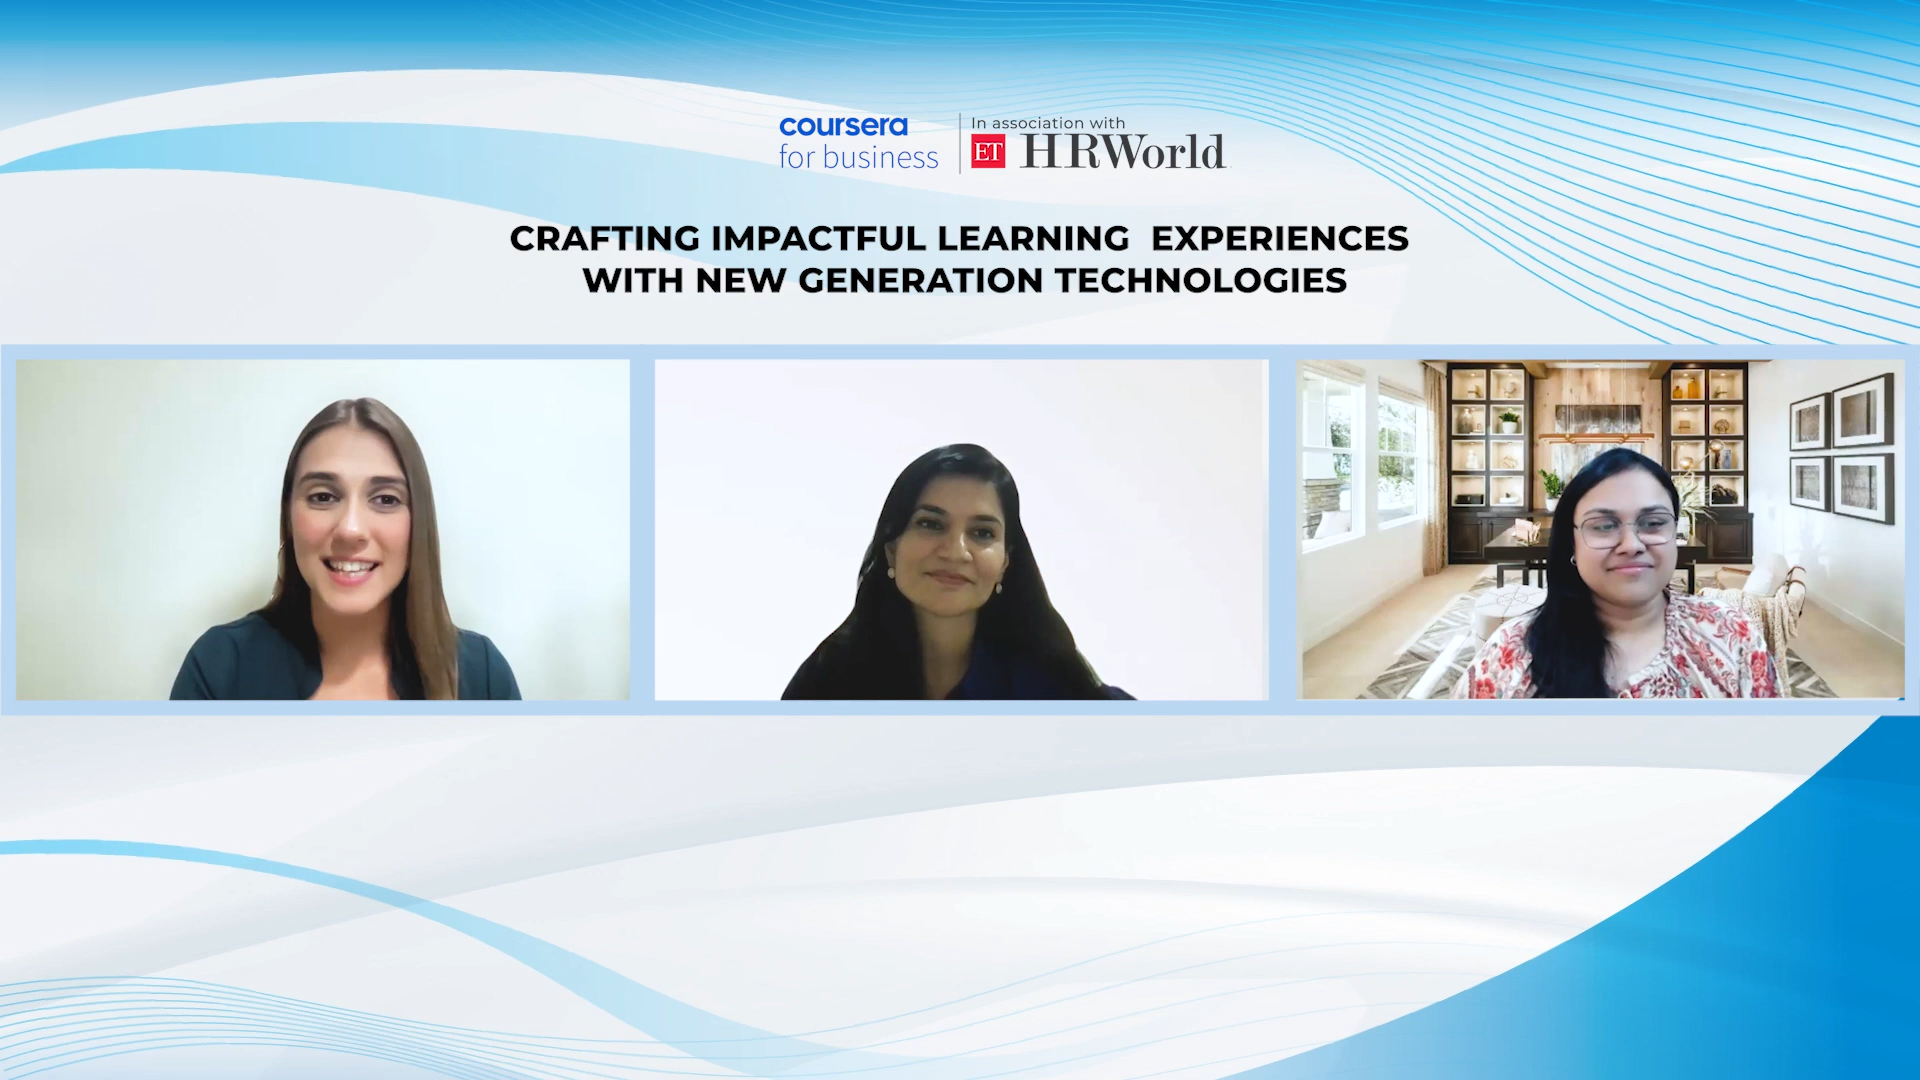 coursera
for business
In association with
ET HRWorld
CRAFTING IMPACTFUL LEARNING EXPERIENCES
WITH NEW GENERATION TECHNOLOGIES